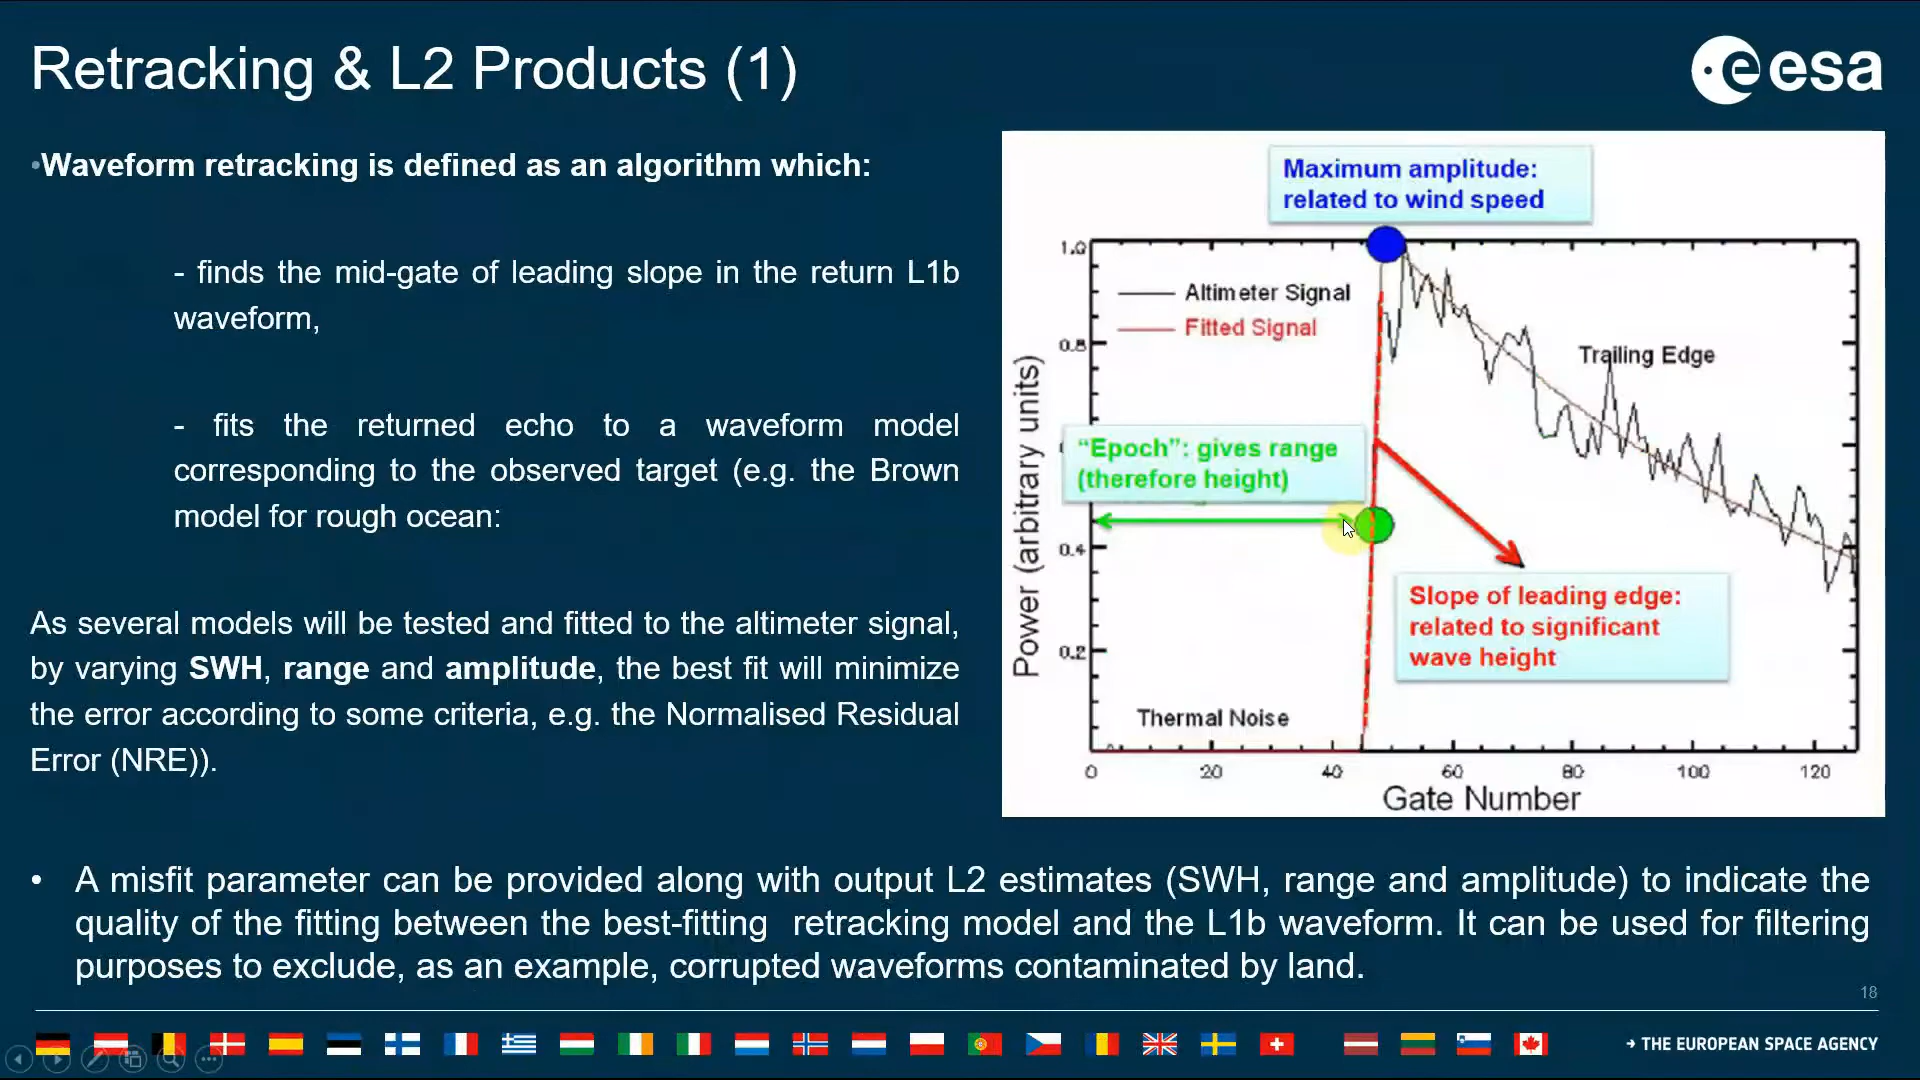 Retracking & L2 Products (1)
esa
•Waveform retracking is defined as an algorithm which:
- finds the mid-gate of leading slope in the return L1b
waveform,
- fits the returned echo to a waveform model
corresponding to the observed target (e.g. the Brown
model for rough ocean:
As several models will be tested and fitted to the altimeter signal,
by varying SWH, range and amplitude, the best fit will minimize
the error according to some criteria, e.g. the Normalised Residual
Error (NRE)).
Maximum amplitude:
related to wind speed
1.0
Altimeter Signal
Fitted Signal
0.8
Trailing Edge
Power (arbitrary units)
“Epoch”: gives range
(therefore height)
0.4
Slope of leading edge:
related to significant
wave height
0.2
Thermal Noise
0 20 40 60 80 100 120
Gate Number
• A misfit parameter can be provided along with output L2 estimates (SWH, range and amplitude) to indicate the
quality of the fitting between the best-fitting retracking model and the L1b waveform. It can be used for filtering
purposes to exclude, as an example, corrupted waveforms contaminated by land.
18
→ THE EUROPEAN SPACE AGENCY